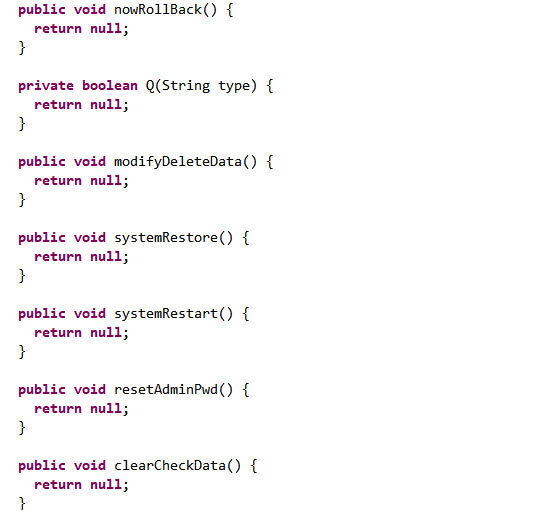 public void nowRollBack() {
  return null;
}

private boolean Q(String type) {
  return null;
}

public void modifyDeleteData() {
  return null;
}

public void systemRestore() {
  return null;
}

public void systemRestart() {
  return null;
}

public void resetAdminPwd() {
  return null;
}

public void clearCheckData() {
  return null;
}